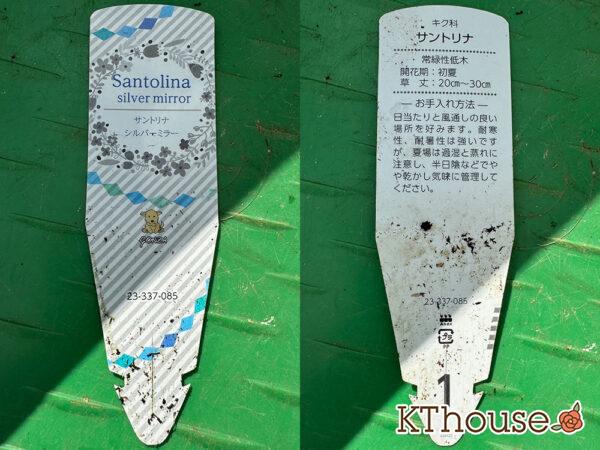 Santolina
silver mirror
サントリナ
シルバーミラー
GONZA
23-337-085
キク科
サントリナ
常緑性低木
開花期：初夏
草　丈：20㎝〜30㎝
お手入れ方法
日当たりと風通しの良い
場所を好みます。耐寒
性、耐暑性は強いです
が、夏場は過湿と蒸れに
注意し、半日陰などでや
や乾かし気味に管理して
ください。
23-337-085
プラ
PP
1
KThouse